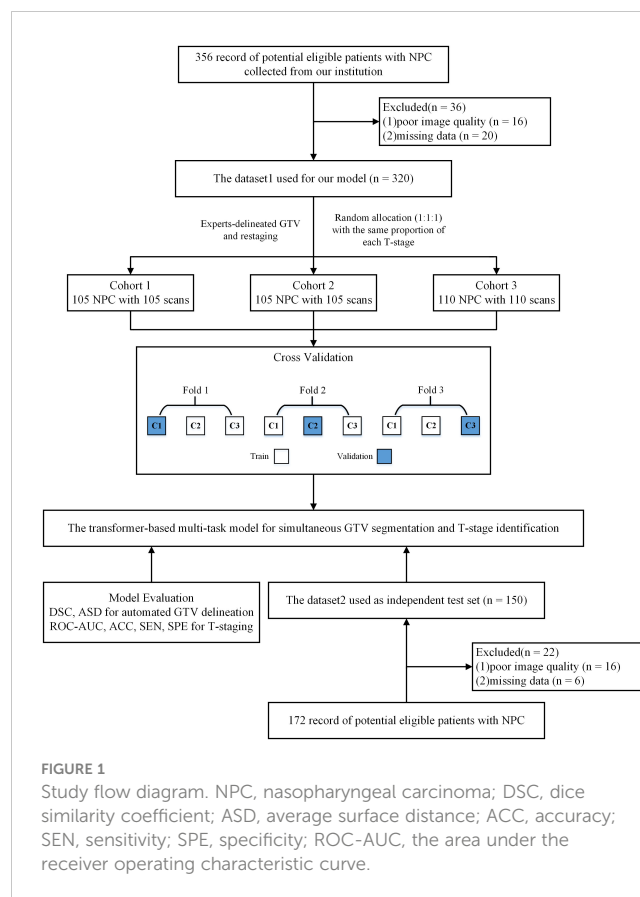 356 record of potential eligible patients with NPC
collected from our institution
Excluded(n = 36)
(1)poor image quality (n = 16)
(2)missing data (n = 20)
The dataset1 used for our model (n = 320)
Experts-delineated GTV
and restaging
Random allocation (1:1:1)
with the same proportion of
each T-stage
Cohort 1
105 NPC with 105 scans
Cohort 2
105 NPC with 105 scans
Cohort 3
110 NPC with 110 scans
Cross Validation
Fold 1
Fold 2
Fold 3
C1
C2
C3
C1
C2
C3
C1
C2
C3
Train
Validation
The transformer-based multi-task model for simultaneous GTV segmentation and T-stage identification
Model Evaluation
DSC, ASD for automated GTV delineation
ROC-AUC, ACC, SEN, SPE for T-staging
The dataset2 used as independent test set (n = 150)
Excluded(n = 22)
(1)poor image quality (n = 16)
(2)missing data (n = 6)
172 record of potential eligible patients with NPC
FIGURE 1
Study flow diagram. NPC, nasopharyngeal carcinoma; DSC, dice
similarity coefficient; ASD, average surface distance; ACC, accuracy;
SEN, sensitivity; SPE, specificity; ROC-AUC, the area under the
receiver operating characteristic curve.